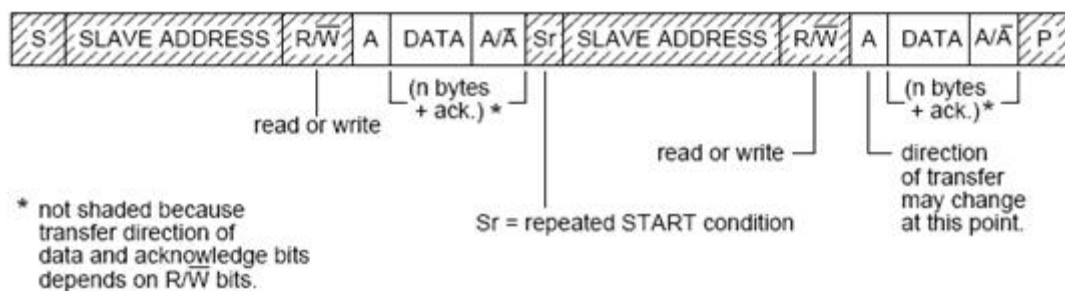 S SLAVE ADDRESS R/W̅ A DATA A/A̅ Sr SLAVE ADDRESS R/W̅ A DATA A/A̅ P
(n bytes
+ ack.) *
(n bytes
+ ack.) *
read or write
read or write
direction
of transfer
may change
at this point.
* not shaded because
transfer direction of
data and acknowledge bits
depends on R/W̅ bits.
Sr = repeated START condition